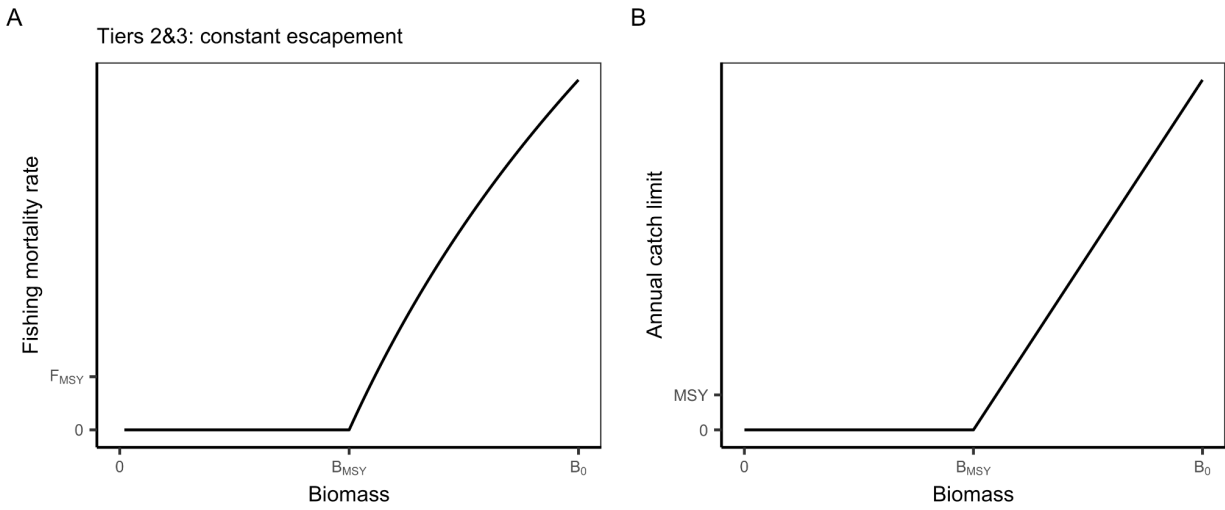 A
Tiers 2&3: constant escapement
Fishing mortality rate
FMSY
0
0
BMSY
B0
Biomass
B
Annual catch limit
MSY
0
0
BMSY
B0
Biomass